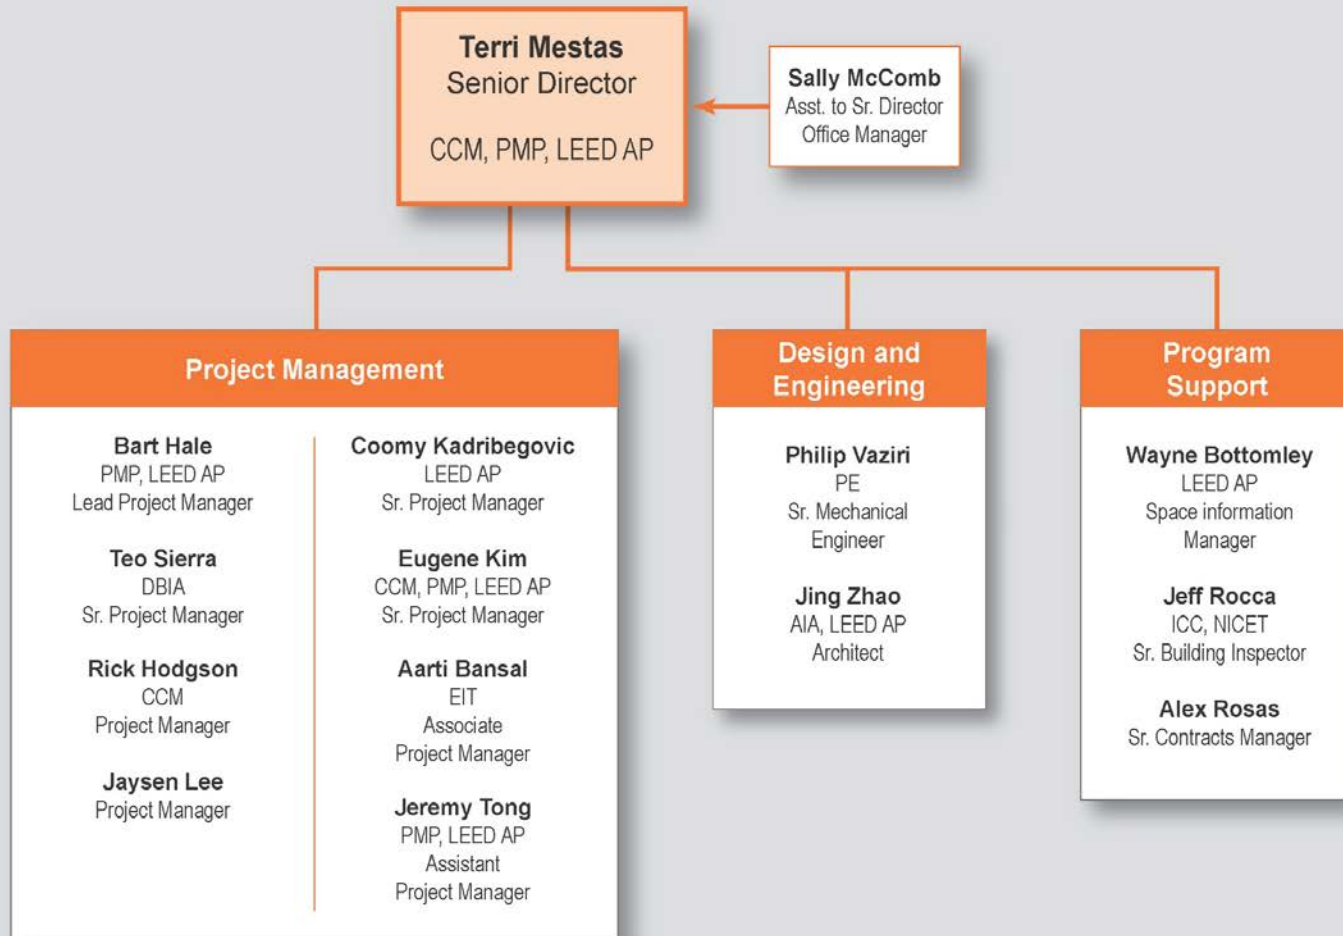 Terri Mestas
Senior Director
CCM, PMP, LEED AP
Sally McComb
Asst. to Sr. Director
Office Manager
Project Management
Bart Hale
PMP, LEED AP
Lead Project Manager
Teo Sierra
DBIA
Sr. Project Manager
Rick Hodgson
CCM
Project Manager
Jaysen Lee
Project Manager
Coomy Kadribegovic
LEED AP
Sr. Project Manager
Eugene Kim
CCM, PMP, LEED AP
Sr. Project Manager
Aarti Bansal
EIT
Associate
Project Manager
Jeremy Tong
PMP, LEED AP
Assistant
Project Manager
Design and
Engineering
Philip Vaziri
PE
Sr. Mechanical
Engineer
Jing Zhao
AIA, LEED AP
Architect
Program
Support
Wayne Bottomley
LEED AP
Space information
Manager
Jeff Rocca
ICC, NICET
Sr. Building Inspector
Alex Rosas
Sr. Contracts Manager